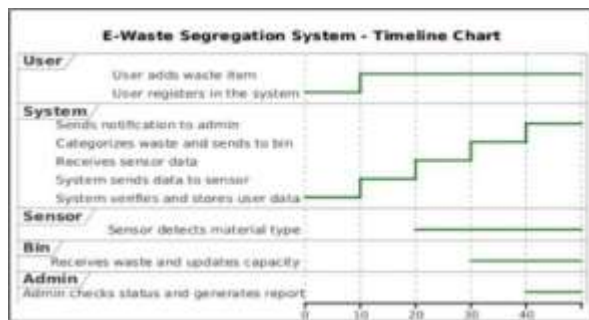 E-Waste Segregation System - Timeline Chart
User
User adds waste item
User registers in the system
System
Sends notification to admin
Categorizes waste and sends to bin
Receives sensor data
System sends data to sensor
System verifies and stores user data
Sensor
Sensor detects material type
Bin
Receives waste and updates capacity
Admin
Admin checks status and generates report
0 10 20 30 40